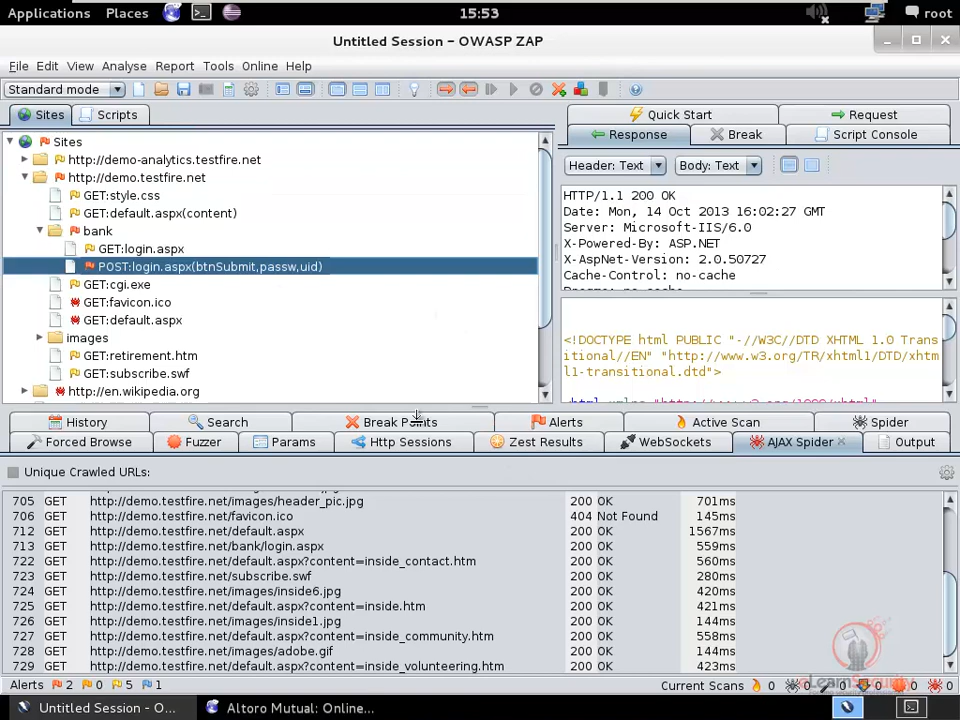 Applications Places 15:53 root
Untitled Session - OWASP ZAP
File Edit View Analyse Report Tools Online Help
Standard mode
Sites Scripts
Quick Start Request
Response Break Script Console
Header: Text Body: Text
Sites
http://demo-analytics.testfire.net
http://demo.testfire.net
GET:style.css
GET:default.aspx(content)
bank
GET:login.aspx
POST:login.aspx(btnSubmit,passw,uid)
GET:cgi.exe
GET:favicon.ico
GET:default.aspx
images
GET:retirement.htm
GET:subscribe.swf
http://en.wikipedia.org
HTTP/1.1 200 OK
Date: Mon, 14 Oct 2013 16:02:27 GMT
Server: Microsoft-IIS/6.0
X-Powered-By: ASP.NET
X-AspNet-Version: 2.0.50727
Cache-Control: no-cache
<!DOCTYPE html PUBLIC "-//W3C//DTD XHTML 1.0 Trans
itional//EN" "http://www.w3.org/TR/xhtml1/DTD/xhtm
l1-transitional.dtd">
History Search Break Points Alerts Active Scan Spider
Forced Browse Fuzzer Params Http Sessions Zest Results WebSockets AJAX Spider Output
Unique Crawled URLs:
705 GET http://demo.testfire.net/images/header_pic.jpg 200 OK 701ms
706 GET http://demo.testfire.net/favicon.ico 404 Not Found 145ms
712 GET http://demo.testfire.net/default.aspx 200 OK 1567ms
713 GET http://demo.testfire.net/bank/login.aspx 200 OK 559ms
722 GET http://demo.testfire.net/default.aspx?content=inside_contact.htm 200 OK 560ms
723 GET http://demo.testfire.net/subscribe.swf 200 OK 280ms
724 GET http://demo.testfire.net/images/inside6.jpg 200 OK 420ms
725 GET http://demo.testfire.net/default.aspx?content=inside.htm 200 OK 421ms
726 GET http://demo.testfire.net/images/inside1.jpg 200 OK 144ms
727 GET http://demo.testfire.net/default.aspx?content=inside_community.htm 200 OK 558ms
728 GET http://demo.testfire.net/images/adobe.gif 200 OK 144ms
729 GET http://demo.testfire.net/default.aspx?content=inside_volunteering.htm 200 OK 423ms
eLearnSecurity
Alerts 2 0 5 1 Current Scans 0 0 0 0 0 0
Untitled Session - O... Altoro Mutual: Online...